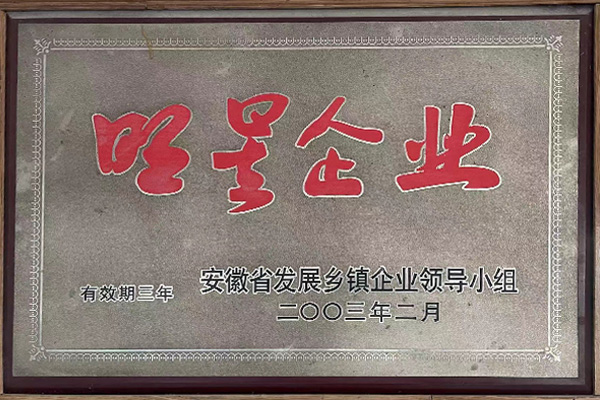 明星企业
有效期三年
安徽省发展乡镇企业领导小组
二〇〇三年二月